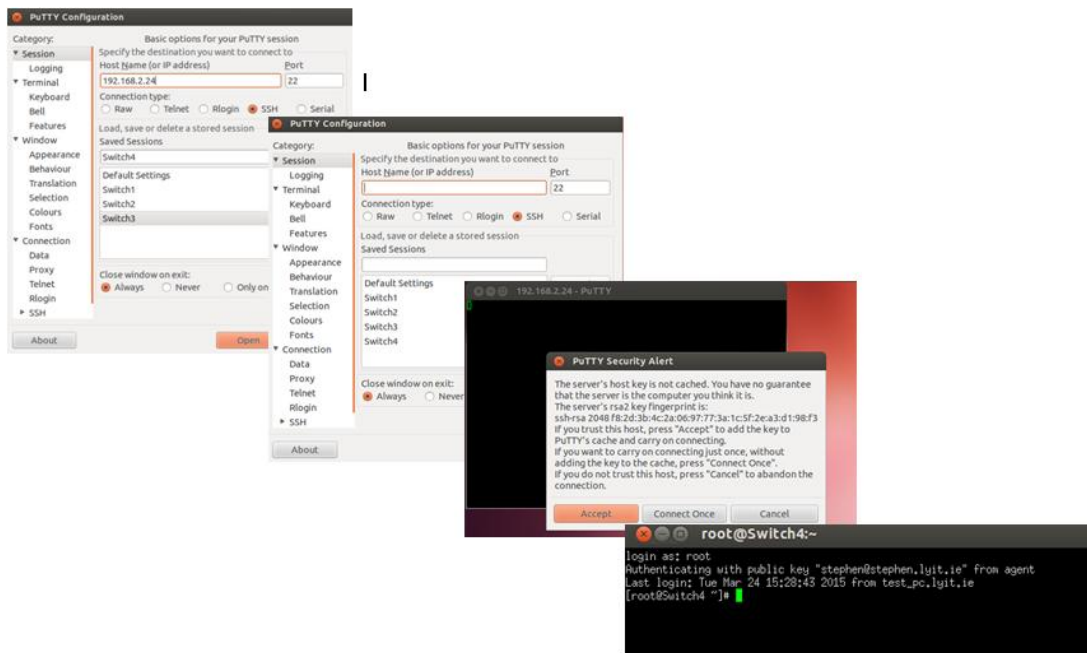 PuTTY Configuration
Category:
Basic options for your PuTTY session
Session
Logging
Terminal
Keyboard
Bell
Features
Window
Appearance
Behaviour
Translation
Selection
Colours
Fonts
Connection
Data
Proxy
Telnet
Rlogin
SSH
Specify the destination you want to connect to
Host Name (or IP address) Port
192.168.2.24 22
Connection type:
Raw Telnet Rlogin SSH Serial
Load, save or delete a stored session
Saved Sessions
Switch4
Default Settings
Switch1
Switch2
Switch3
Close window on exit:
Always Never Only on
About Open
PuTTY Configuration
Category:
Basic options for your PuTTY session
Session
Logging
Terminal
Keyboard
Bell
Features
Window
Appearance
Behaviour
Translation
Selection
Colours
Fonts
Connection
Data
Proxy
Telnet
Rlogin
SSH
Specify the destination you want to connect to
Host Name (or IP address) Port
22
Connection type:
Raw Telnet Rlogin SSH Serial
Load, save or delete a stored session
Saved Sessions
Default Settings
Switch1
Switch2
Switch3
Switch4
Close window on exit:
Always Never
About
192.168.2.24 - PuTTY
PuTTY Security Alert
The server's host key is not cached. You have no guarantee
that the server is the computer you think it is.
The server's rsa2 key fingerprint is:
ssh-rsa 2048 f8:2d:3b:4c:2a:06:97:77:3a:1c:5f:2e:a3:d1:98:f3
If you trust this host, press "Accept" to add the key to
PuTTY's cache and carry on connecting.
If you want to carry on connecting just once, without
adding the key to the cache, press "Connect Once".
If you do not trust this host, press "Cancel" to abandon the
connection.
Accept Connect Once Cancel
root@Switch4:~
login as: root
Authenticating with public key "stephen@stephen.lyit.ie" from agent
Last login: Tue Mar 24 15:28:43 2015 from test_pc.lyit.ie
[root@Switch4 ~]#